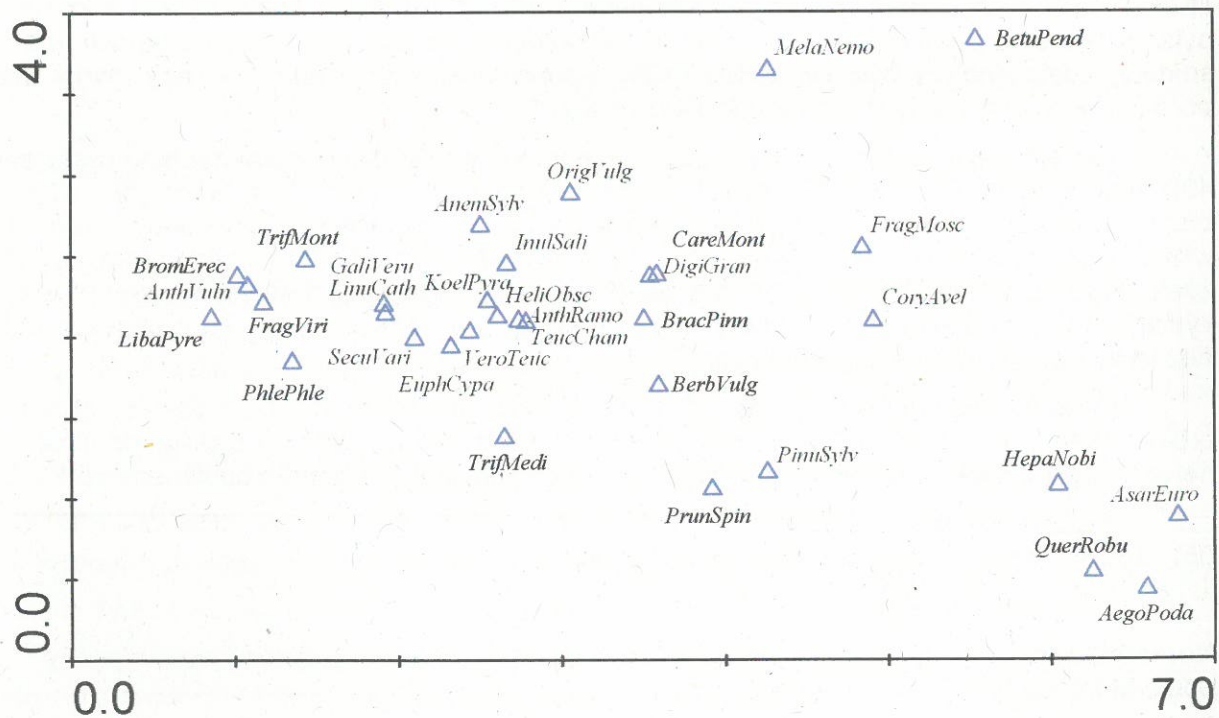 4.0
BetuPend
MelaNemo
OrigVulg
AnemSylv
FragMosc
TrifMont
InulSali
CareMont
BromErec
GaliVeru
DigiGran
AnthVuln
LinuCath
KoelPyra
HeliObsc
AnthRamo
BracPinn
CoryAvel
LibaPyre
FragViri
TeucCham
SecuVari
VeroTeuc
PhlePhle
EuphCypa
BerbVulg
TrifMedi
PinuSylv
HepaNobi
AsarEuro
PrunSpin
QuerRobu
AegoPoda
0.0
0.0
7.0